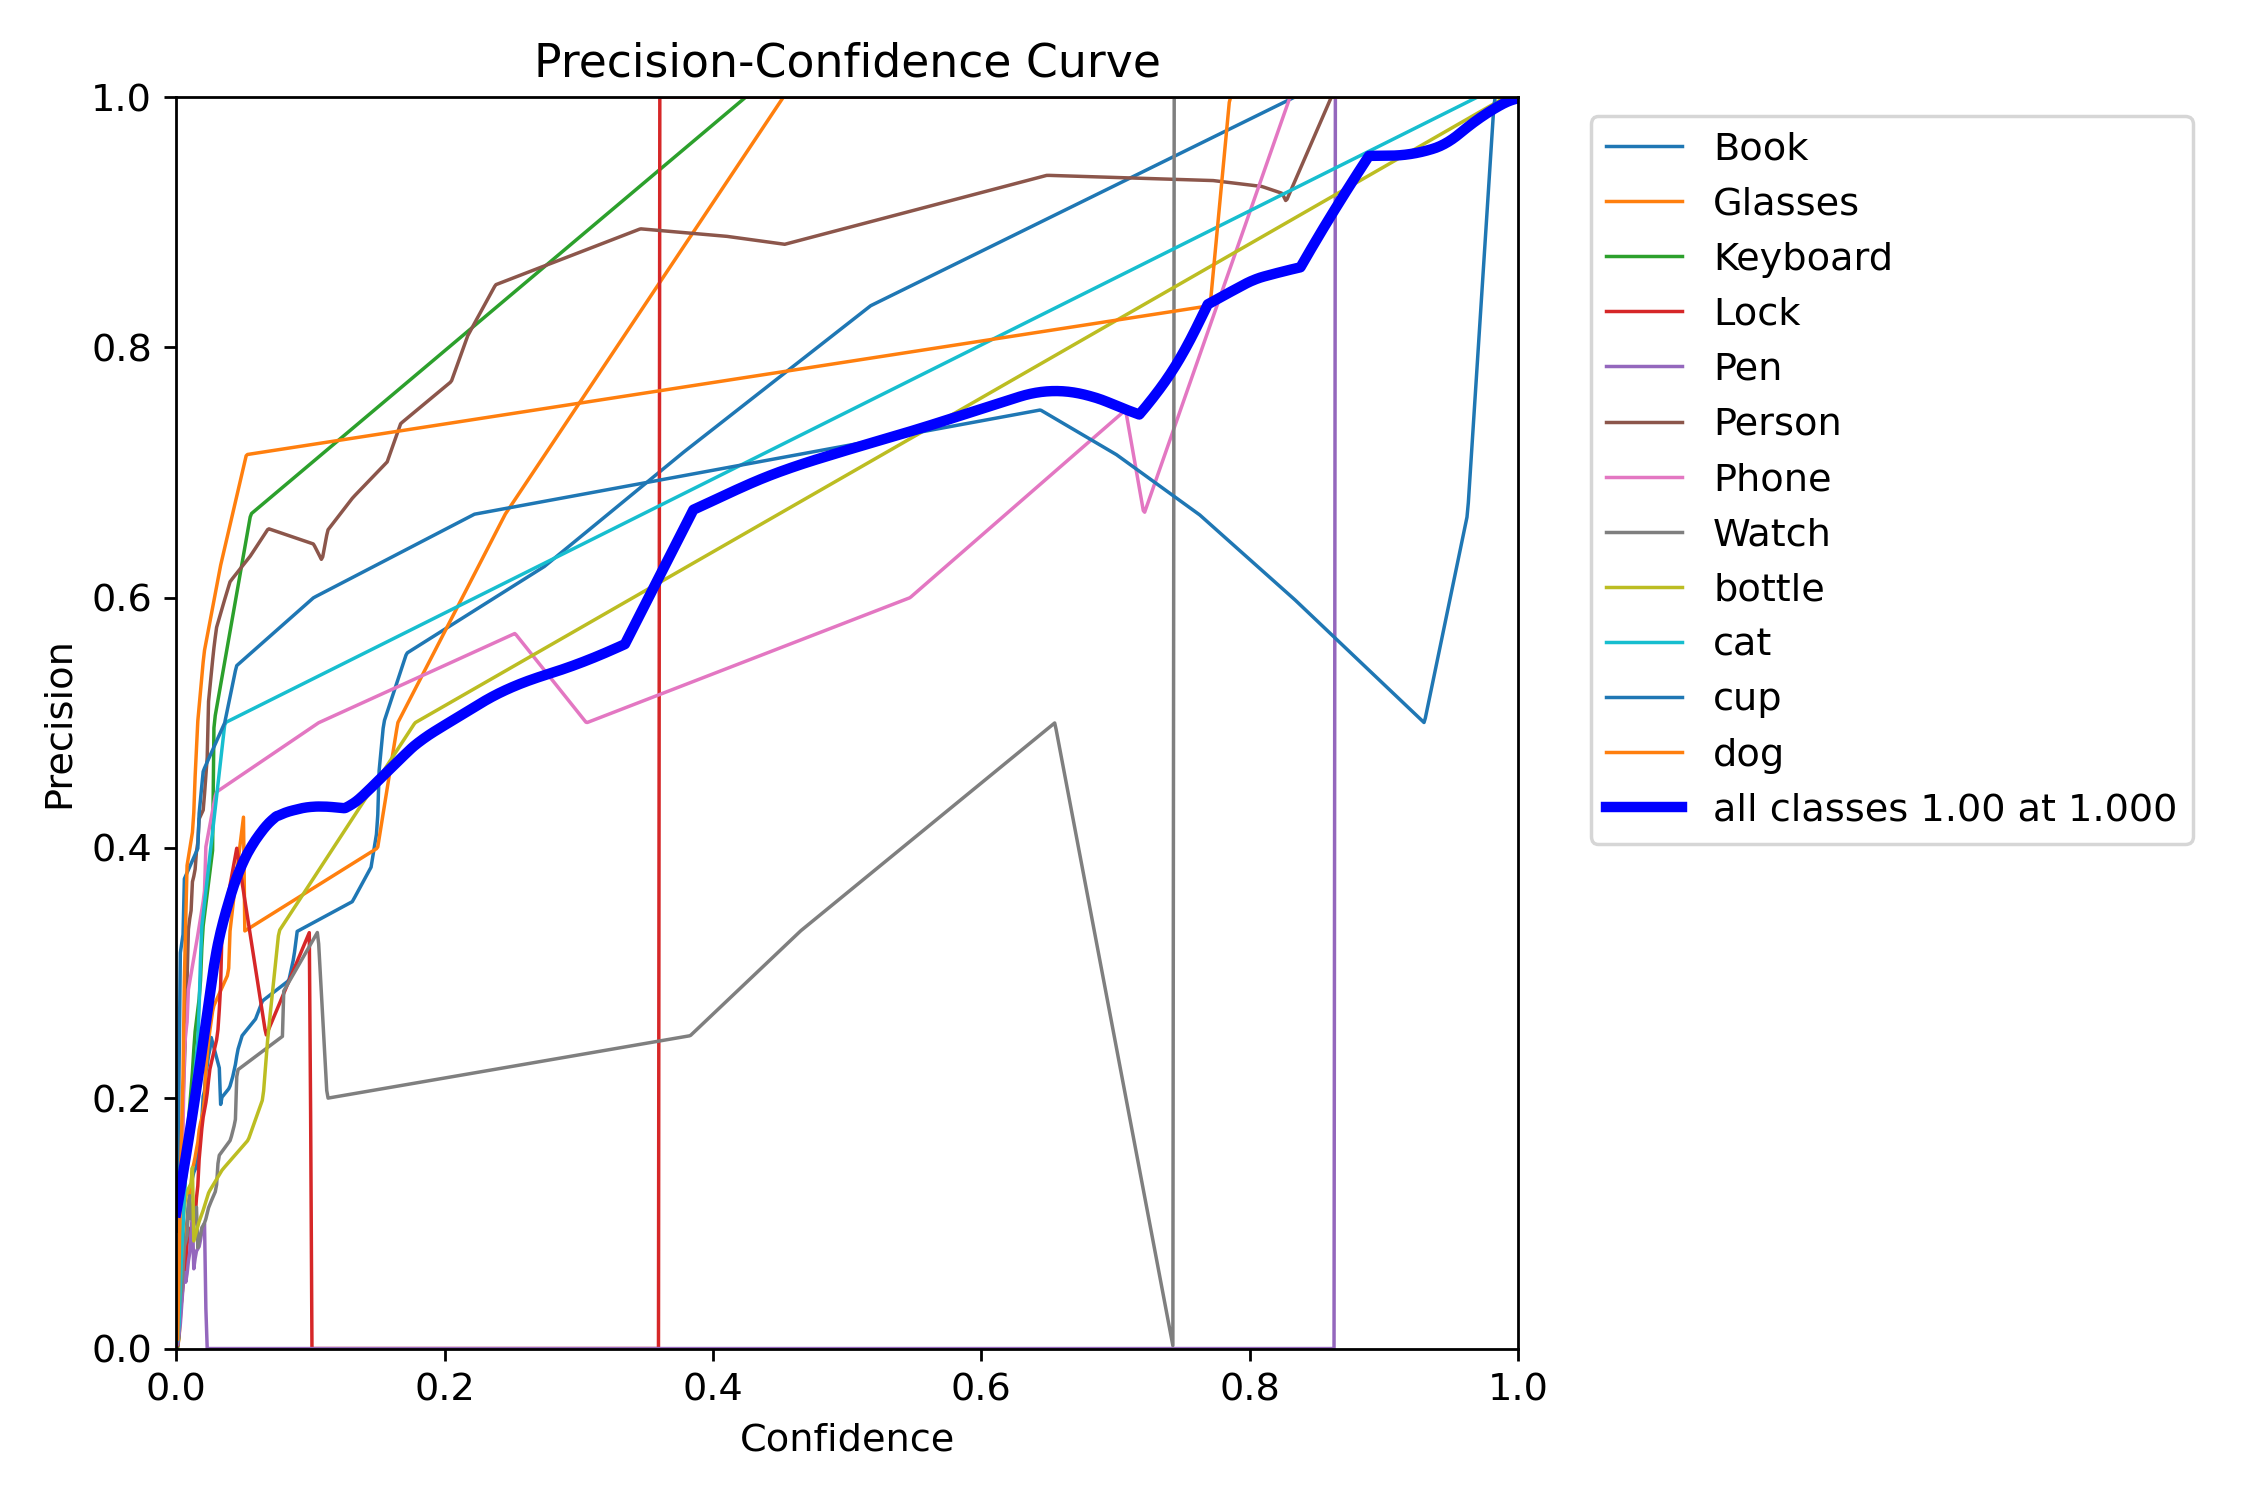 Precision-Confidence Curve
1.0
0.8
0.6
0.4
0.2
0.0
Precision
0.0 0.2 0.4 0.6 0.8 1.0
Confidence
Book
Glasses
Keyboard
Lock
Pen
Person
Phone
Watch
bottle
cat
cup
dog
all classes 1.00 at 1.000